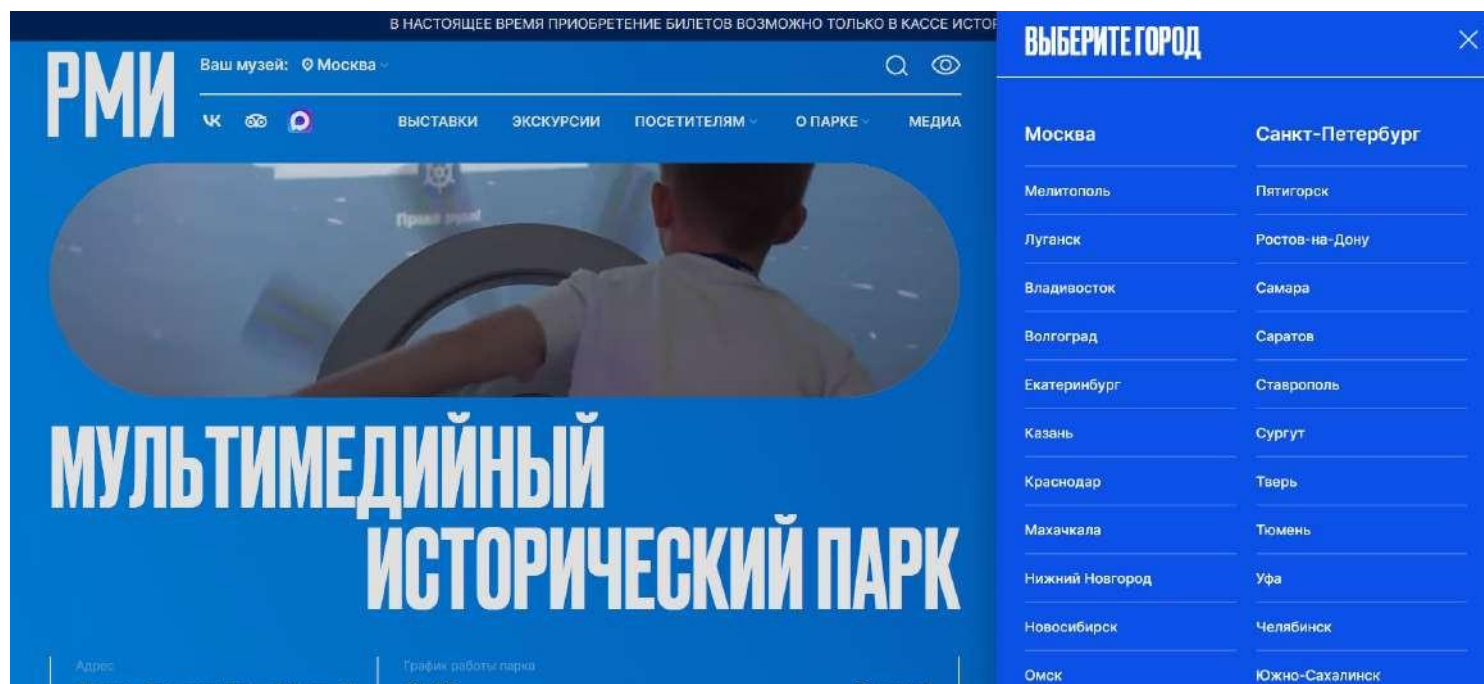 В НАСТОЯЩЕЕ ВРЕМЯ ПРИОБРЕТЕНИЕ БИЛЕТОВ ВОЗМОЖНО ТОЛЬКО В КАССЕ ИСТОР
РМИ
Ваш музей: Москва
ВЫСТАВКИ ЭКСКУРСИИ ПОСЕТИТЕЛЯМ О ПАРКЕ МЕДИА
МУЛЬТИМЕДИЙНЫЙ
ИСТОРИЧЕСКИЙ ПАРК
Адрес
График работы парка
ВЫБЕРИТЕ ГОРОД
Москва Санкт-Петербург
Мелитополь Пятигорск
Луганск Ростов-на-Дону
Владивосток Самара
Волгоград Саратов
Екатеринбург Ставрополь
Казань Сургут
Краснодар Тверь
Махачкала Тюмень
Нижний Новгород Уфа
Новосибирск Челябинск
Омск Южно-Сахалинск